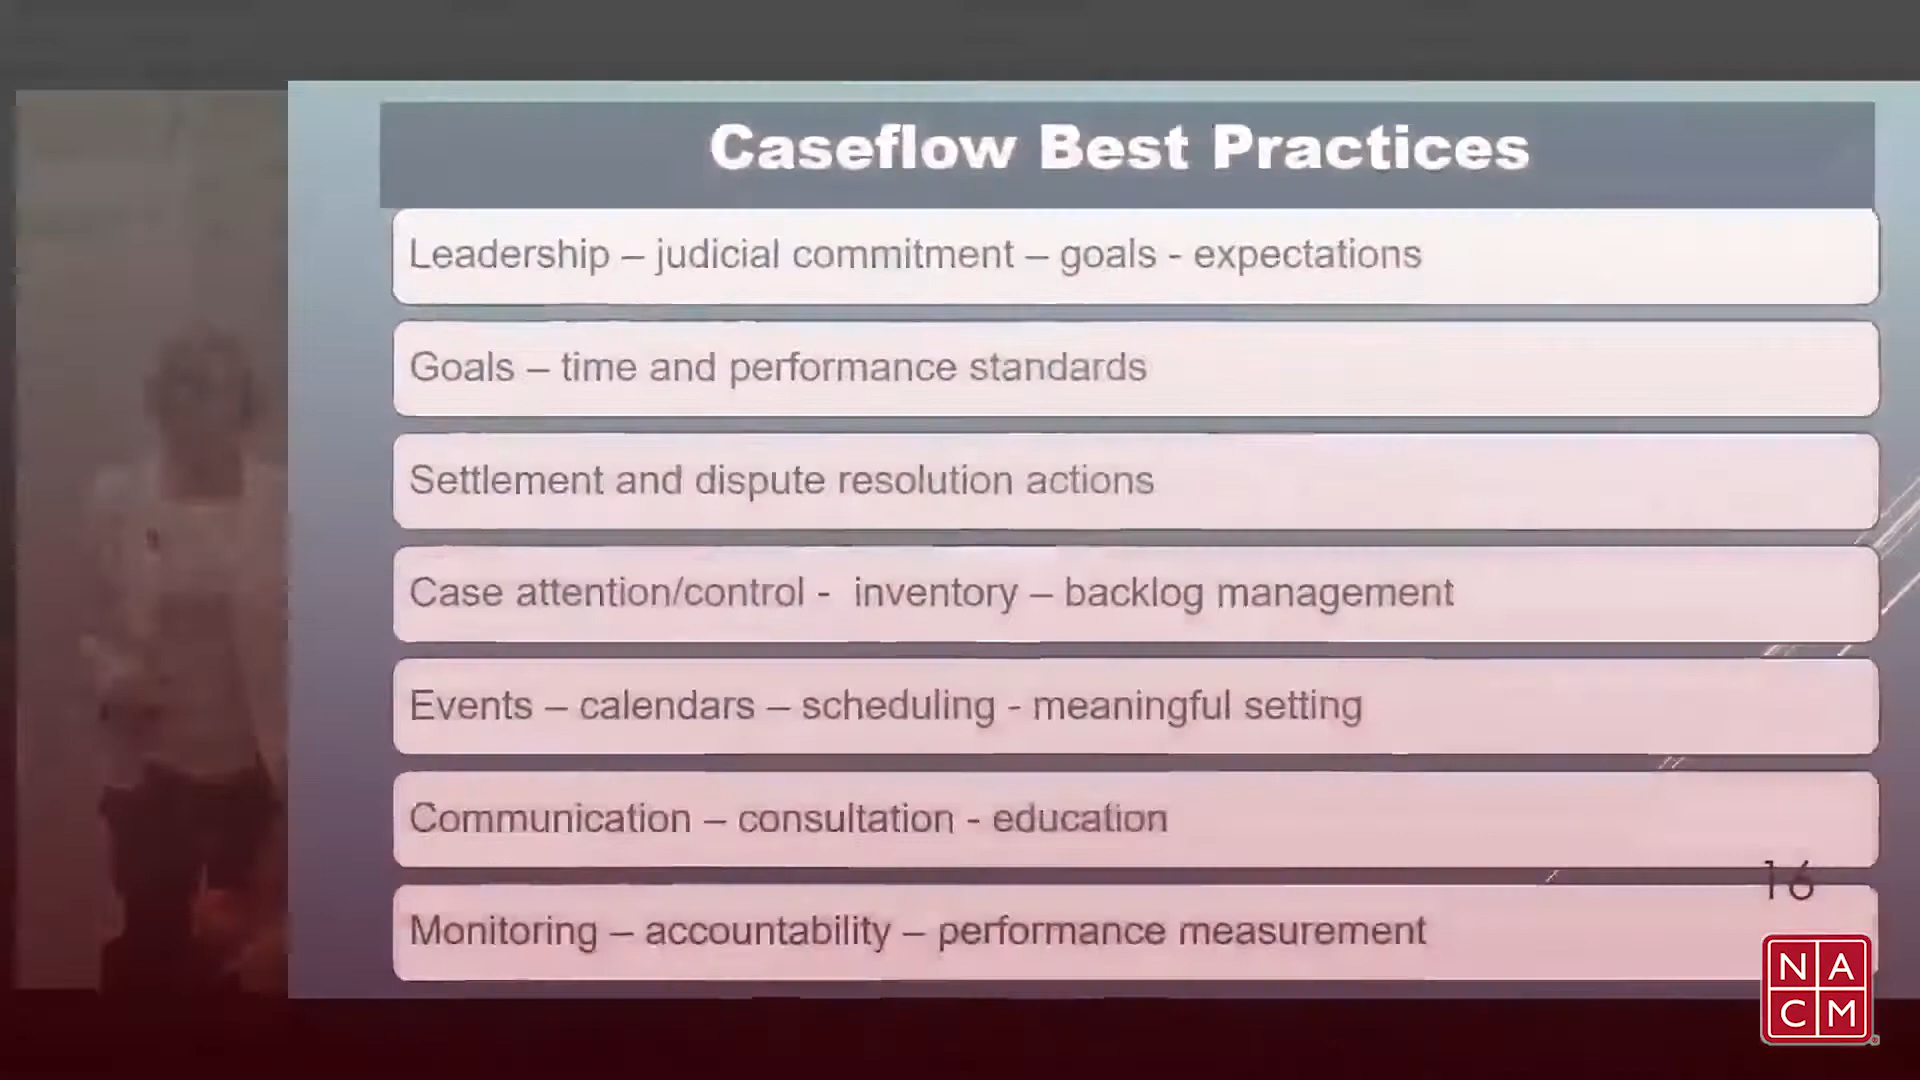 Caseflow Best Practices
Leadership – judicial commitment – goals - expectations
Goals – time and performance standards
Settlement and dispute resolution actions
Case attention/control -  inventory – backlog management
Events – calendars – scheduling - meaningful setting
Communication – consultation - education
16
Monitoring – accountability – performance measurement
N A
C M